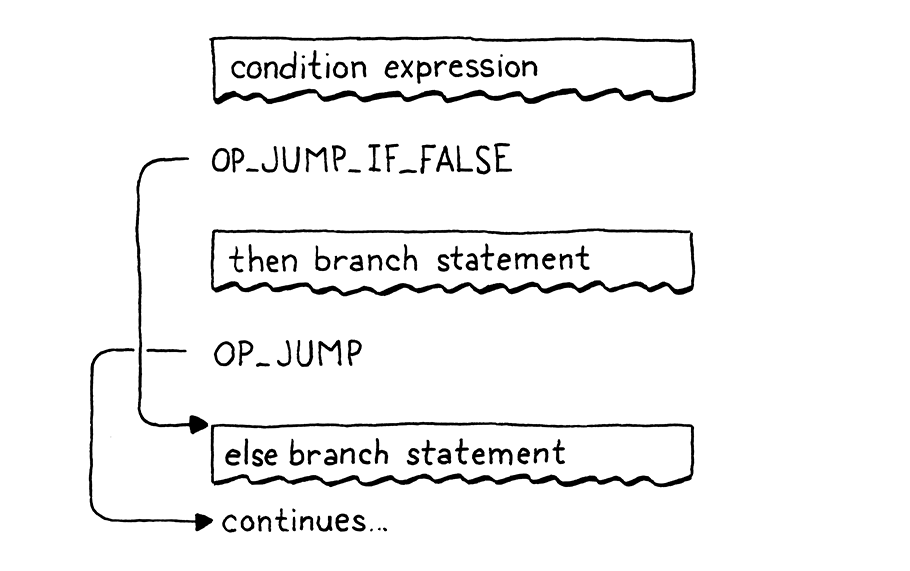 condition expression
OP_JUMP_IF_FALSE
then branch statement
OP_JUMP
else branch statement
continues...